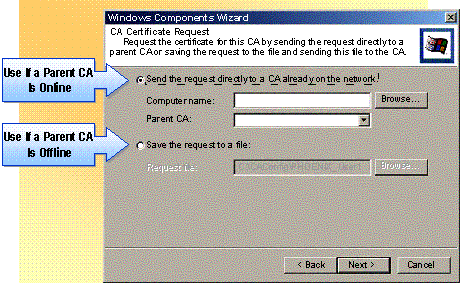 Windows Components Wizard
CA Certificate Request
Request the certificate for this CA by sending the request directly to a
parent CA or saving the request to the file and sending this file to the CA.
Use If a Parent CA
Is Online
Send the request directly to a CA already on the network!
Computer name:
Browse...
Parent CA:
Use If a Parent CA
Is Offline
Save the request to a file:
Request file:
Browse...
< Back
Next >
Cancel